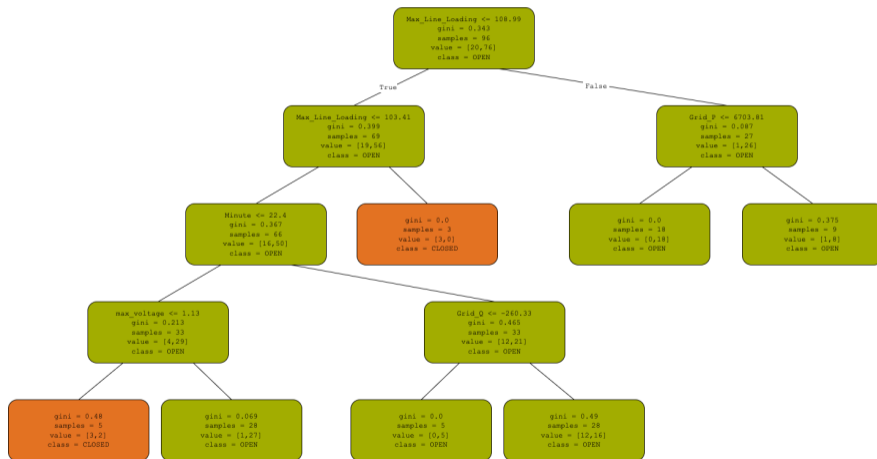 Max_Line_Loading <= 108.99
gini = 0.343
samples = 96
value = [20,76]
class = OPEN
True
False
Max_Line_Loading <= 103.41
gini = 0.399
samples = 69
value = [19,56]
class = OPEN
Grid_P <= 6703.81
gini = 0.087
samples = 27
value = [1,26]
class = OPEN
Minute <= 22.4
gini = 0.367
samples = 66
value = [16,50]
class = OPEN
gini = 0.0
samples = 3
value = [3,0]
class = CLOSED
gini = 0.0
samples = 18
value = [0,18]
class = OPEN
gini = 0.375
samples = 9
value = [1,8]
class = OPEN
max_voltage <= 1.13
gini = 0.213
samples = 33
value = [4,29]
class = OPEN
Grid_Q <= -260.33
gini = 0.465
samples = 33
value = [12,21]
class = OPEN
gini = 0.48
samples = 5
value = [3,2]
class = CLOSED
gini = 0.069
samples = 28
value = [1,27]
class = OPEN
gini = 0.0
samples = 5
value = [0,5]
class = OPEN
gini = 0.49
samples = 28
value = [12,16]
class = OPEN